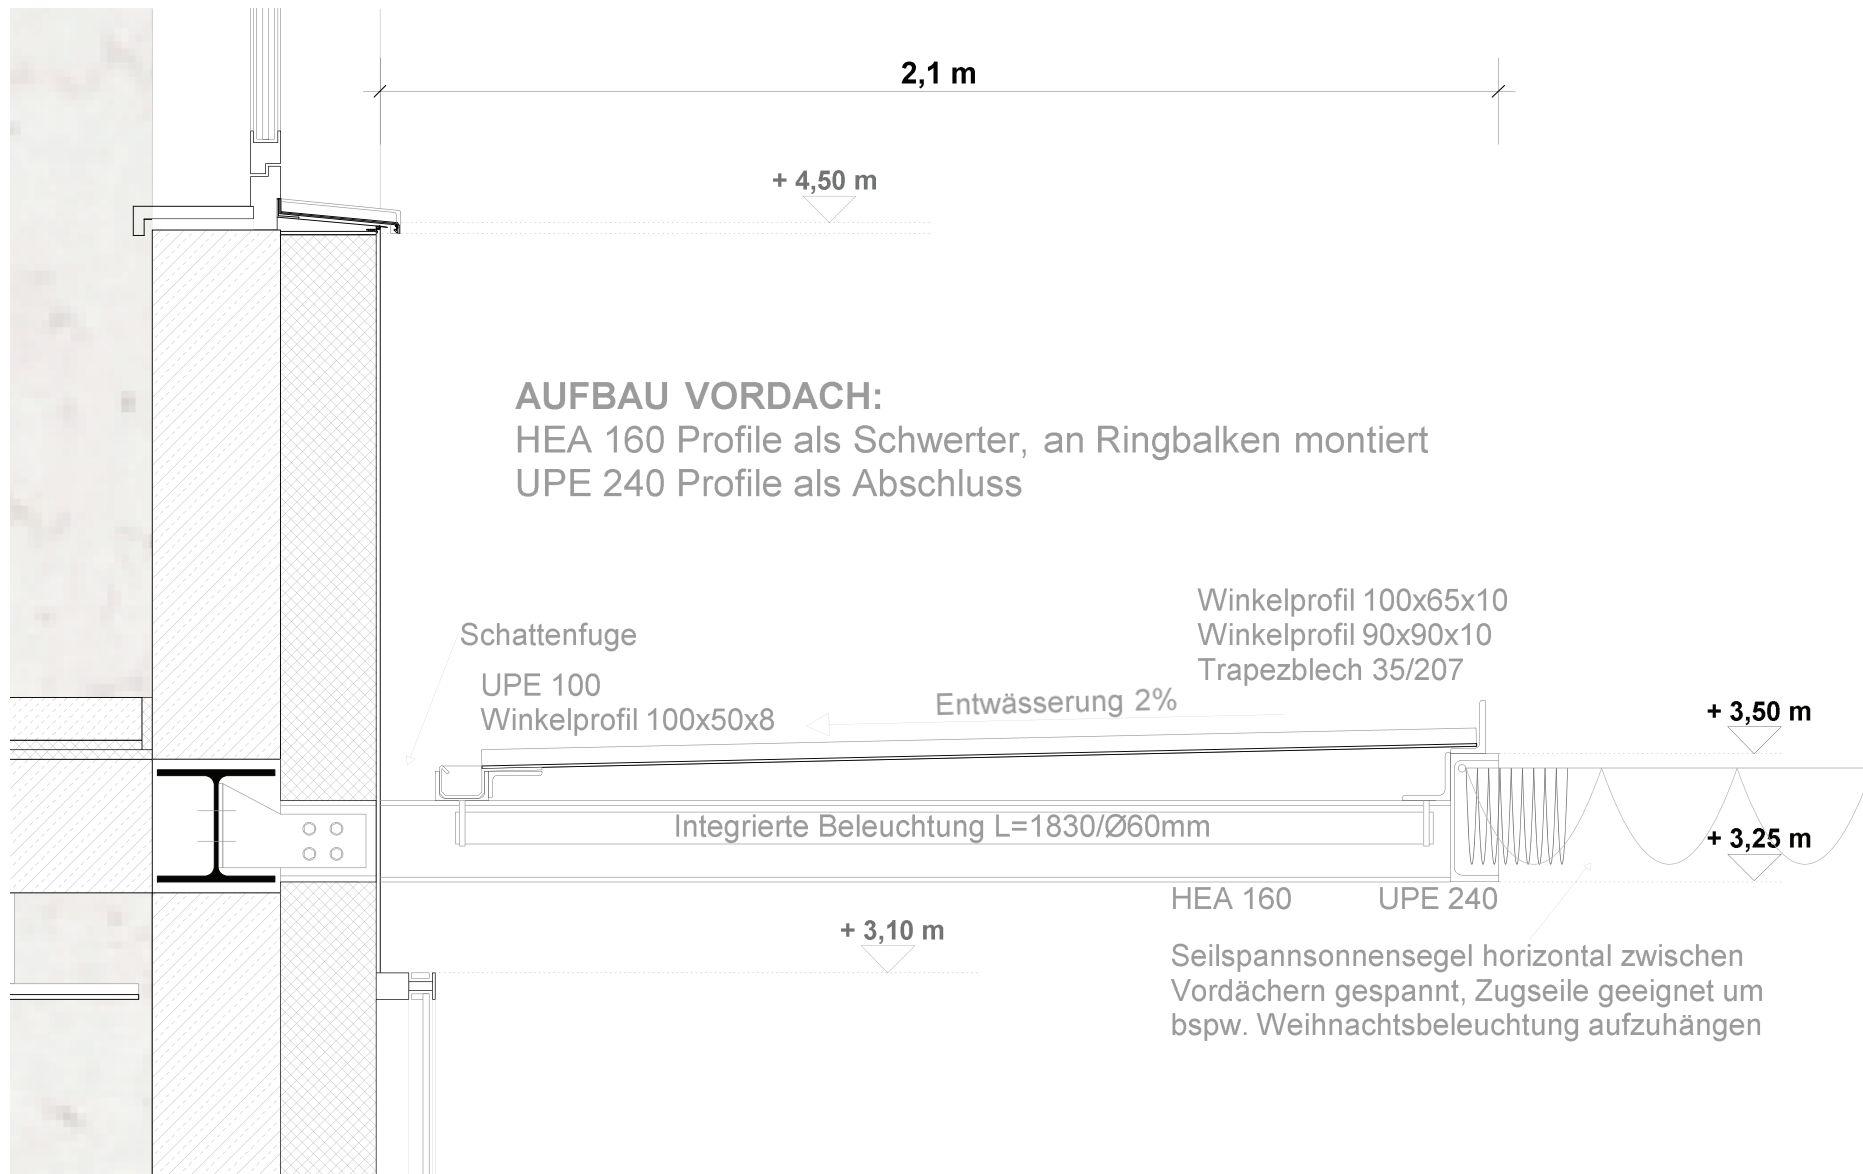 2,1 m
+ 4,50 m
AUFBAU VORDACH:
HEA 160 Profile als Schwerter, an Ringbalken montiert
UPE 240 Profile als Abschluss
Winkelprofil 100x65x10
Winkelprofil 90x90x10
Trapezblech 35/207
Schattenfuge
UPE 100
Winkelprofil 100x50x8
Entwässerung 2%
+ 3,50 m
Integrierte Beleuchtung L=1830/Ø60mm
+ 3,25 m
HEA 160
UPE 240
+ 3,10 m
Seilspannsonnensegel horizontal zwischen
Vordächern gespannt, Zugseile geeignet um
bspw. Weihnachtsbeleuchtung aufzuhängen